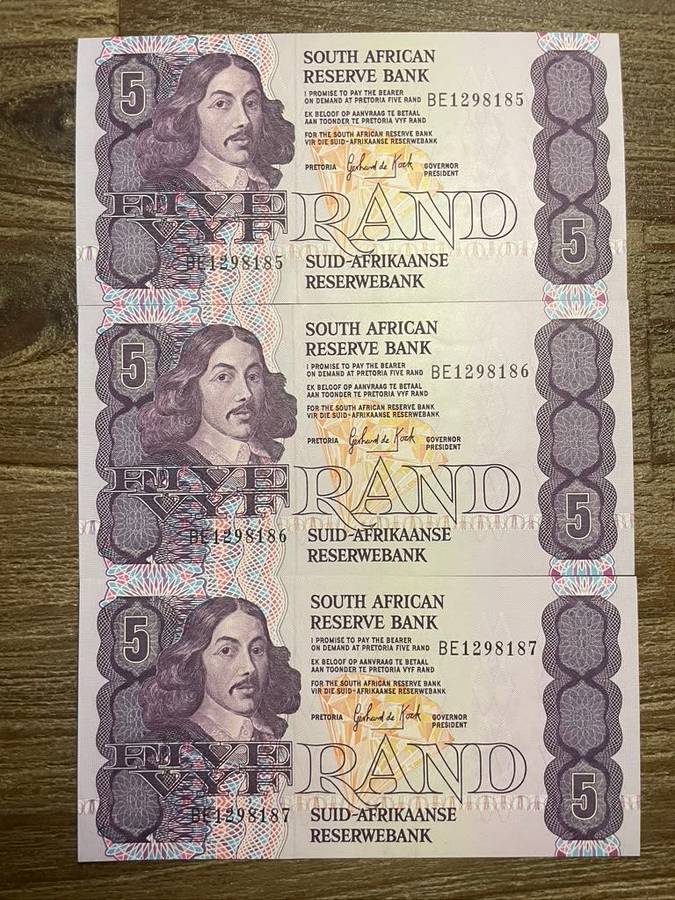 5
SOUTH AFRICAN
RESERVE BANK
I PROMISE TO PAY THE BEARER
ON DEMAND AT PRETORIA FIVE RAND BE1298185
EK BELOOF OP AANVRAAG TE BETAAL
AAN TOONDER TE PRETORIA VYF RAND
FOR THE SOUTH AFRICAN RESERVE BANK
VIR DIE SUID-AFRIKAANSE RESERWEBANK
PRETORIA Gerhard de Kock GOVERNOR
PRESIDENT
FIVE
VYF RAND
5
BE1298185 SUID-AFRIKAANSE
RESERWEBANK
5
SOUTH AFRICAN
RESERVE BANK
I PROMISE TO PAY THE BEARER
ON DEMAND AT PRETORIA FIVE RAND BE1298186
EK BELOOF OP AANVRAAG TE BETAAL
AAN TOONDER TE PRETORIA VYF RAND
FOR THE SOUTH AFRICAN RESERVE BANK
VIR DIE SUID-AFRIKAANSE RESERWEBANK
PRETORIA Gerhard de Kock GOVERNOR
PRESIDENT
FIVE
VYF RAND
5
BE1298186 SUID-AFRIKAANSE
RESERWEBANK
5
SOUTH AFRICAN
RESERVE BANK
I PROMISE TO PAY THE BEARER
ON DEMAND AT PRETORIA FIVE RAND BE1298187
EK BELOOF OP AANVRAAG TE BETAAL
AAN TOONDER TE PRETORIA VYF RAND
FOR THE SOUTH AFRICAN RESERVE BANK
VIR DIE SUID-AFRIKAANSE RESERWEBANK
PRETORIA Gerhard de Kock GOVERNOR
PRESIDENT
FIVE
VYF RAND
5
BE1298187 SUID-AFRIKAANSE
RESERWEBANK